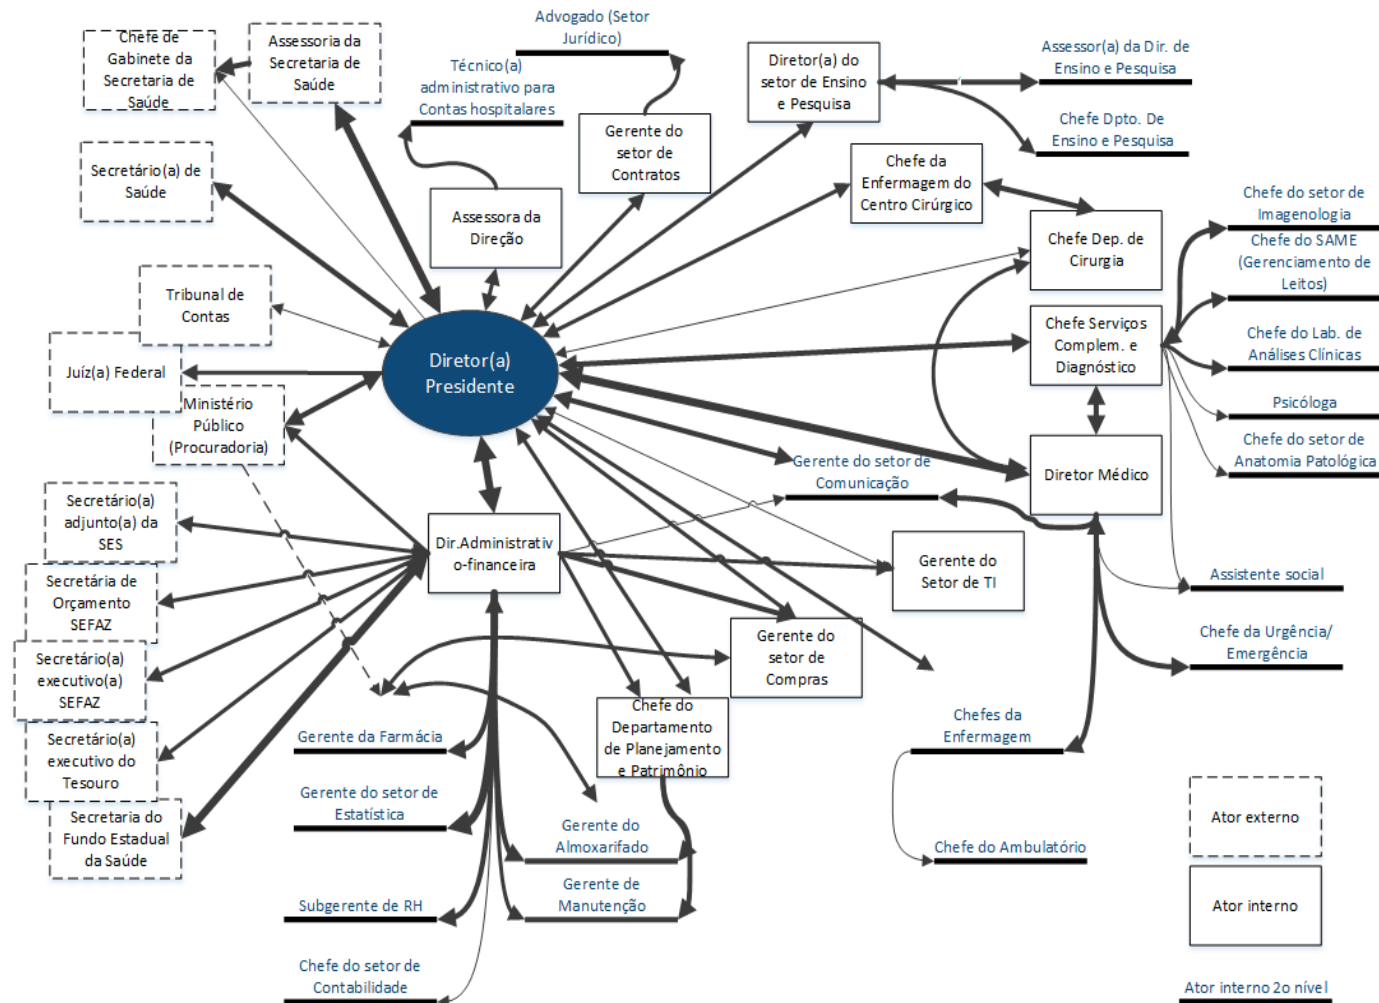 Chefe de
Gabinete da
Secretaria de
Saúde
Assessoria da
Secretaria de
Saúde
Técnico(a)
administrativo para
Contas hospitalares
Advogado (Setor
Jurídico)
Diretor(a) do
setor de Ensino
e Pesquisa
Assessor(a) da Dir. de
Ensino e Pesquisa
Chefe Dpto. De
Ensino e Pesquisa
Secretário(a) de
Saúde
Assessora da
Direção
Gerente do
setor de
Contratos
Chefe da
Enfermagem do
Centro Cirúrgico
Chefe Dep. de
Cirurgia
Chefe do setor de
Imagenologia
Chefe do SAME
(Gerenciamento de
Leitos)
Tribunal de
Contas
Juíz(a) Federal
Ministério
Público
(Procuradoria)
Diretor(a)
Presidente
Chefe Serviços
Complem. e
Diagnóstico
Chefe do Lab. de
Análises Clínicas
Psicóloga
Chefe do setor de
Anatomia Patológica
Gerente do setor de
Comunicação
Diretor Médico
Secretário(a)
adjunto(a) da
SES
Dir.Administrativ
o-financeira
Gerente do
Setor de TI
Assistente social
Secretária de
Orçamento
SEFAZ
Secretário(a)
executivo(a)
SEFAZ
Gerente do
setor de
Compras
Chefe da Urgência/
Emergência
Secretário(a)
executivo do
Tesouro
Gerente da Farmácia
Chefe do
Departamento
de Planejamento
e Patrimônio
Chefes da
Enfermagem
Secretaria do
Fundo Estadual
da Saúde
Gerente do setor de
Estatística
Gerente do
Almoxarifado
Chefe do Ambulatório
Ator externo
Subgerente de RH
Gerente de
Manutenção
Ator interno
Chefe do setor de
Contabilidade
Ator interno 2o nível